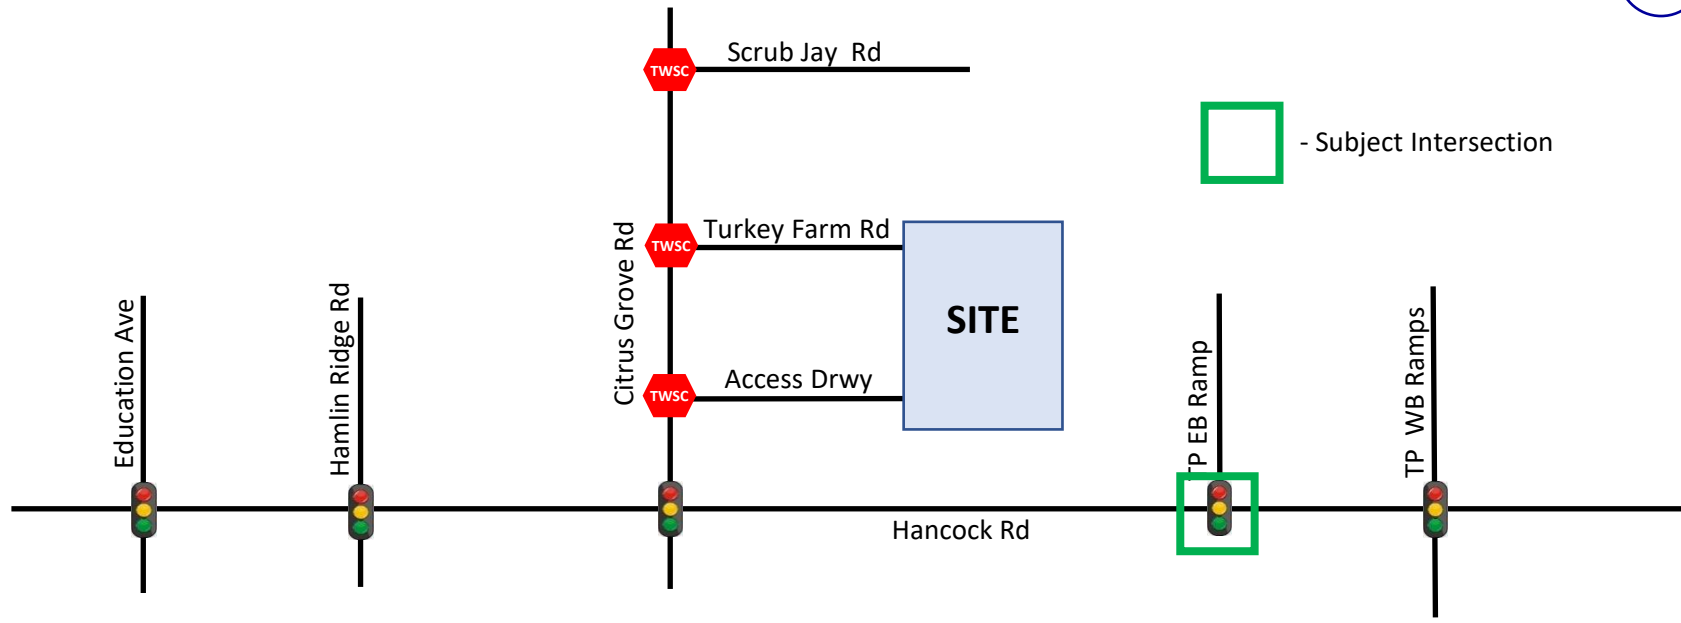 Scrub Jay Rd
TWSC
- Subject Intersection
Turkey Farm Rd
TWSC
Citrus Grove Rd
SITE
Education Ave
Hamlin Ridge Rd
Access Drwy
TWSC
TP EB Ramp
TP WB Ramps
Hancock Rd